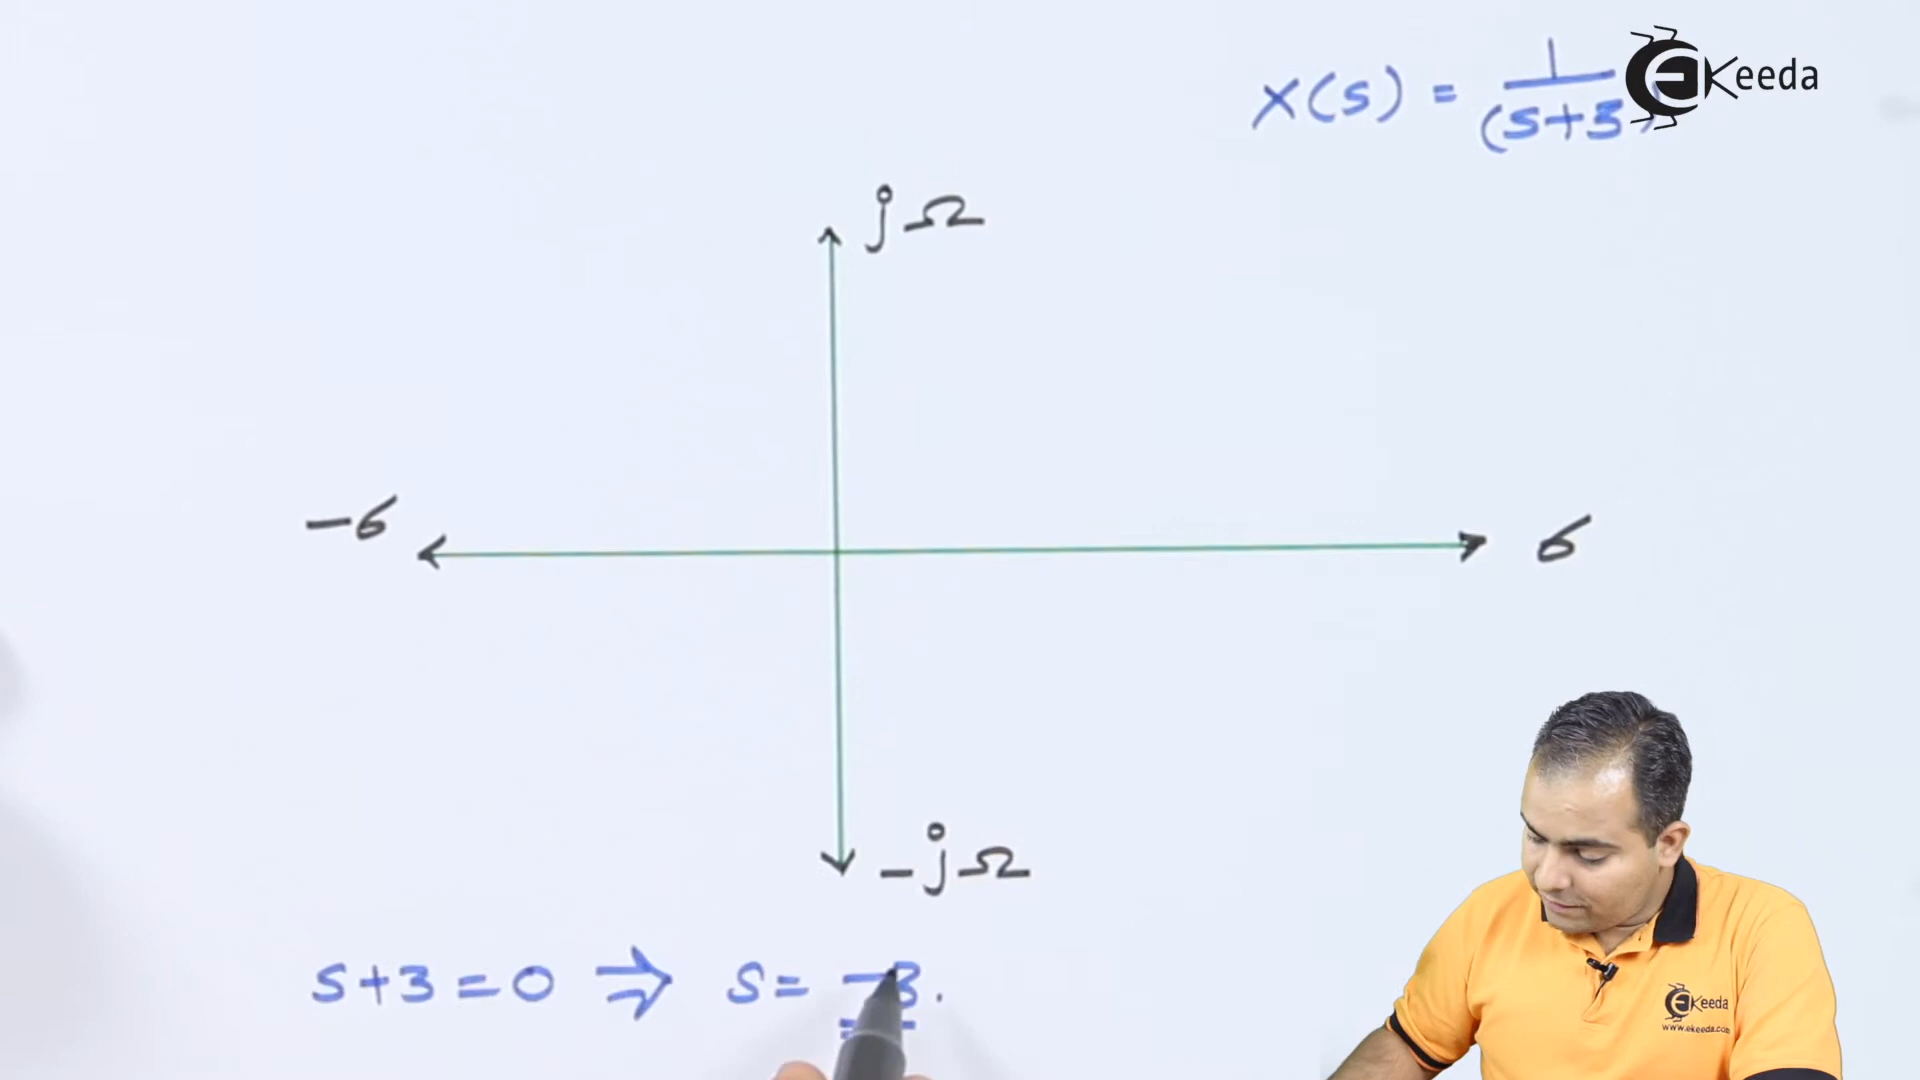 X(s) = 1/(s+3)
EKeeda
jΩ
-σ
σ
-jΩ
s+3=0 ⇒ s= -3.
EKeeda
www.ekeeda.com